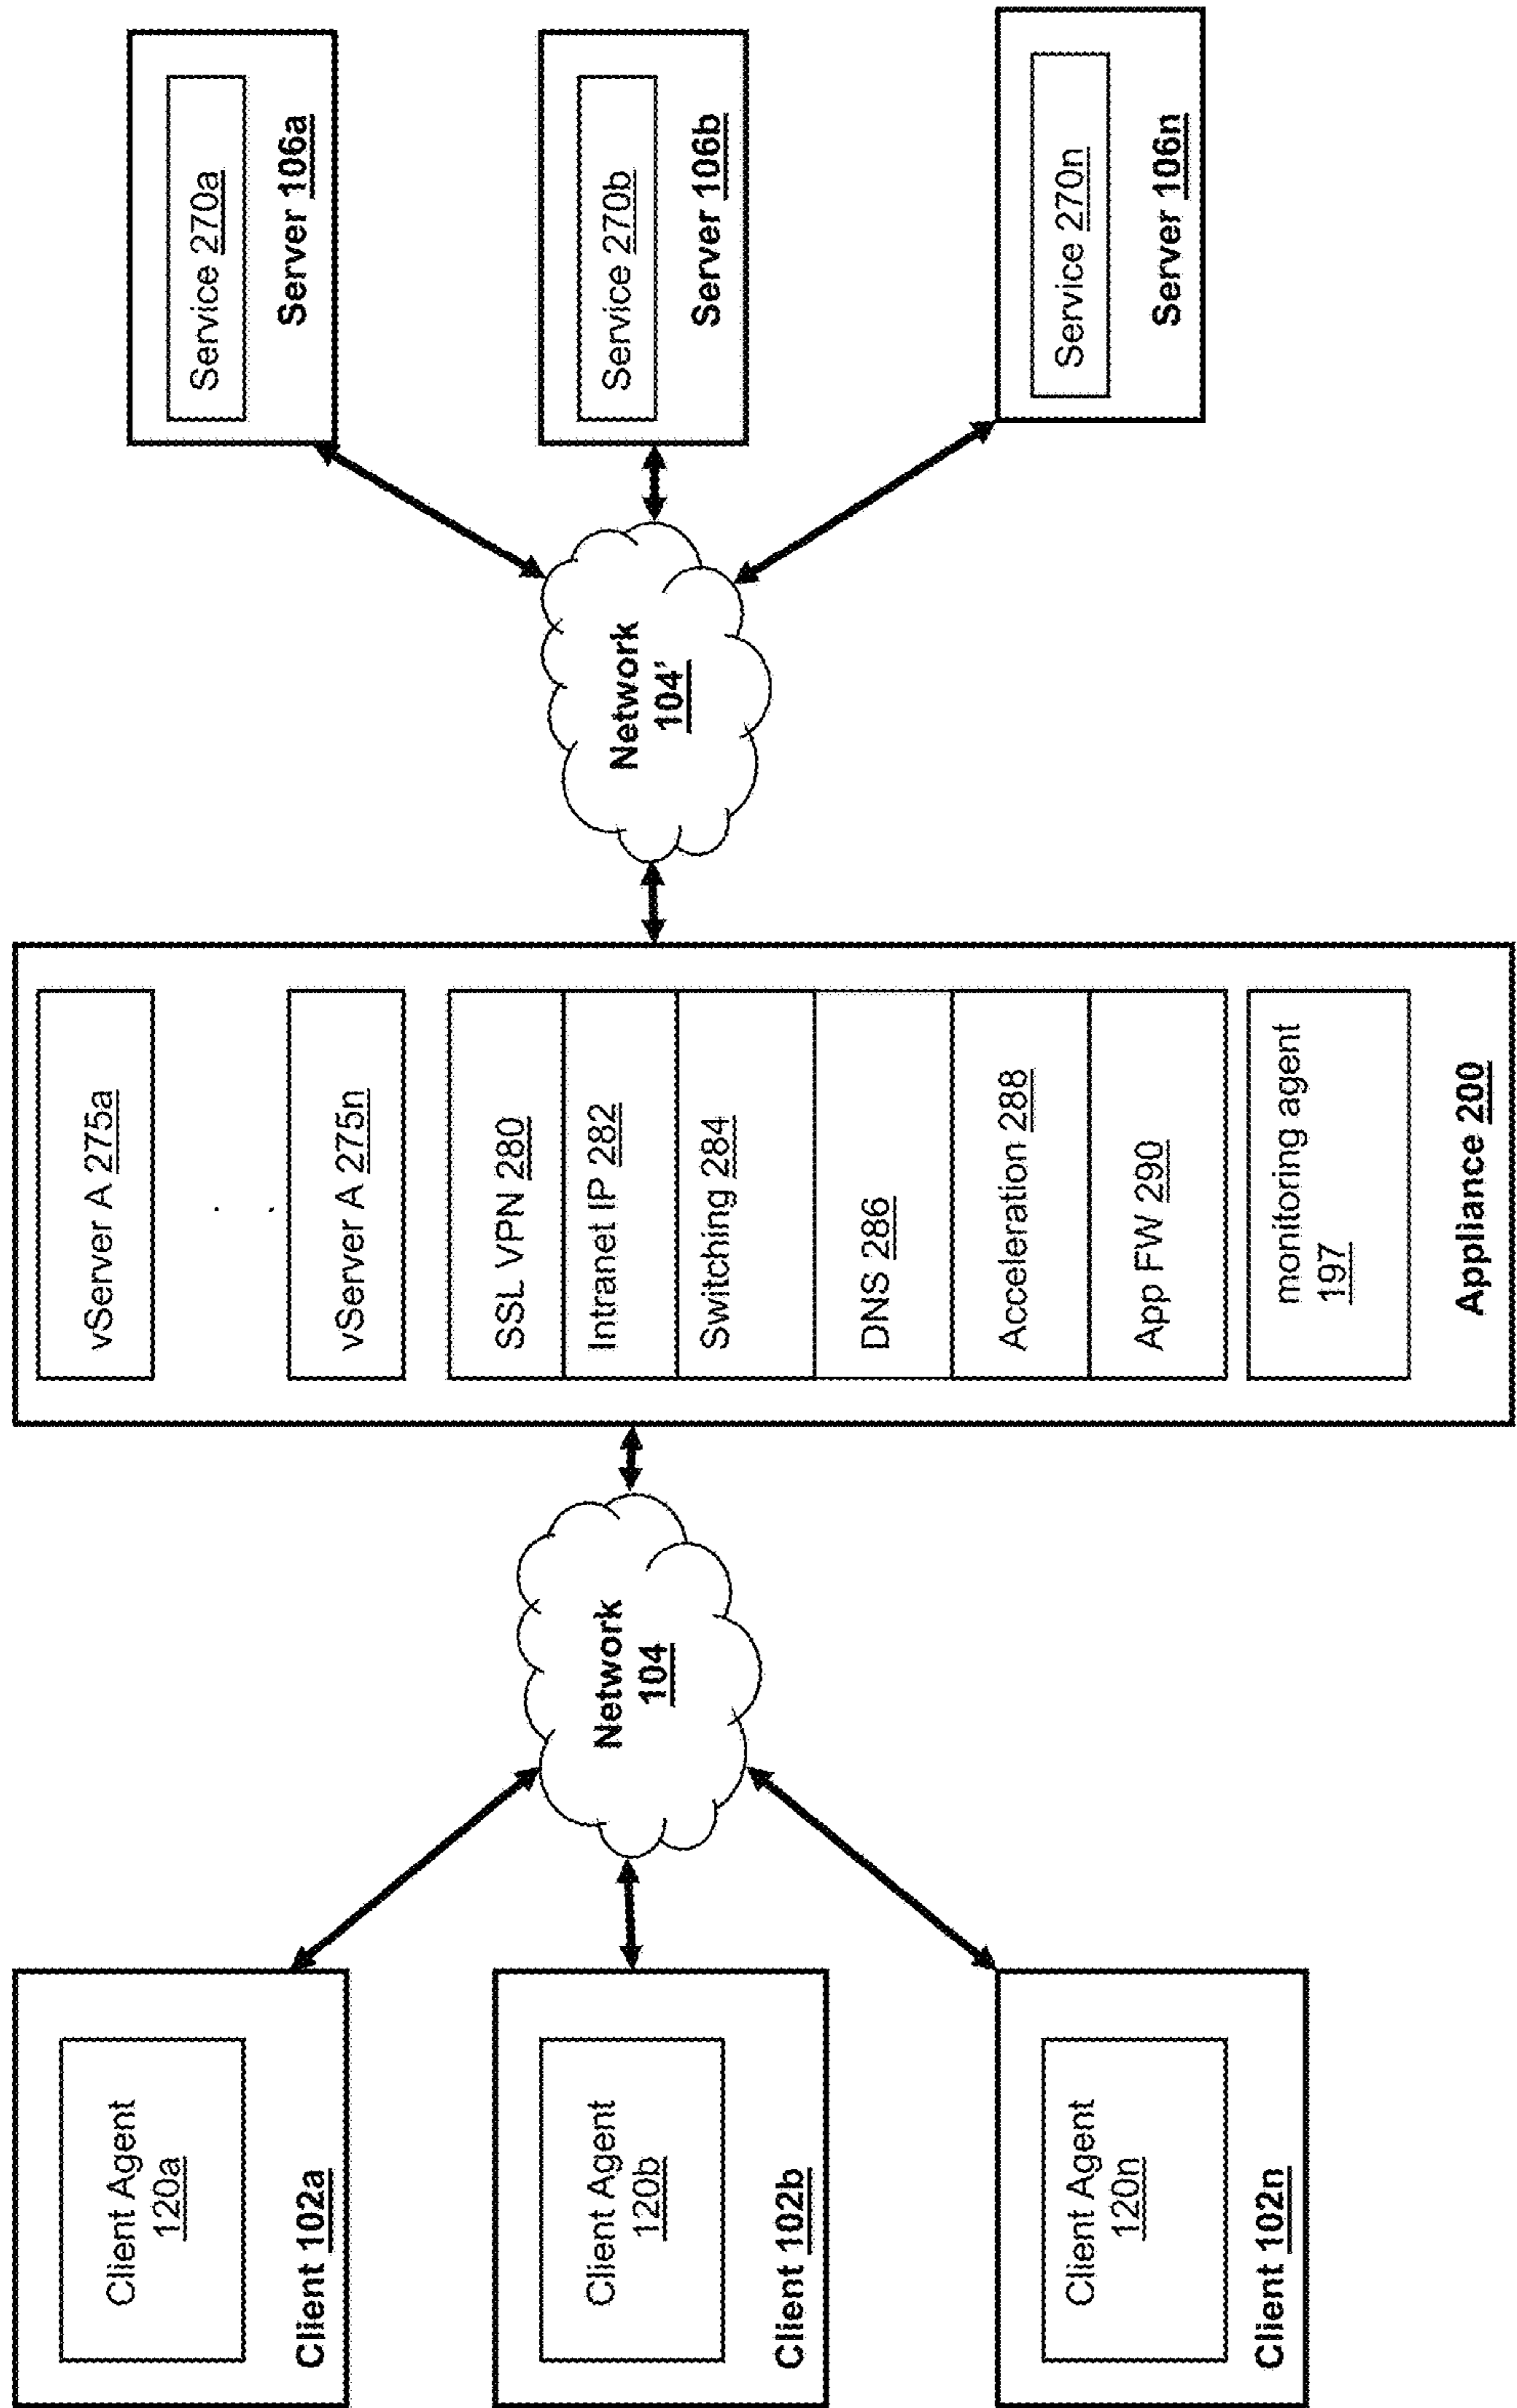 Client Agent
120a
Client 102a
Client Agent
120b
Client 102b
Client Agent
120n
Client 102n
Network
104
vServer A 275a
vServer A 275n
SSL VPN 280
Intranet IP 282
Switching 284
DNS 286
Acceleration 288
App FW 290
monitoring agent
197
Appliance 200
Network
104'
Service 270a
Server 106a
Service 270b
Server 106b
Service 270n
Server 106n